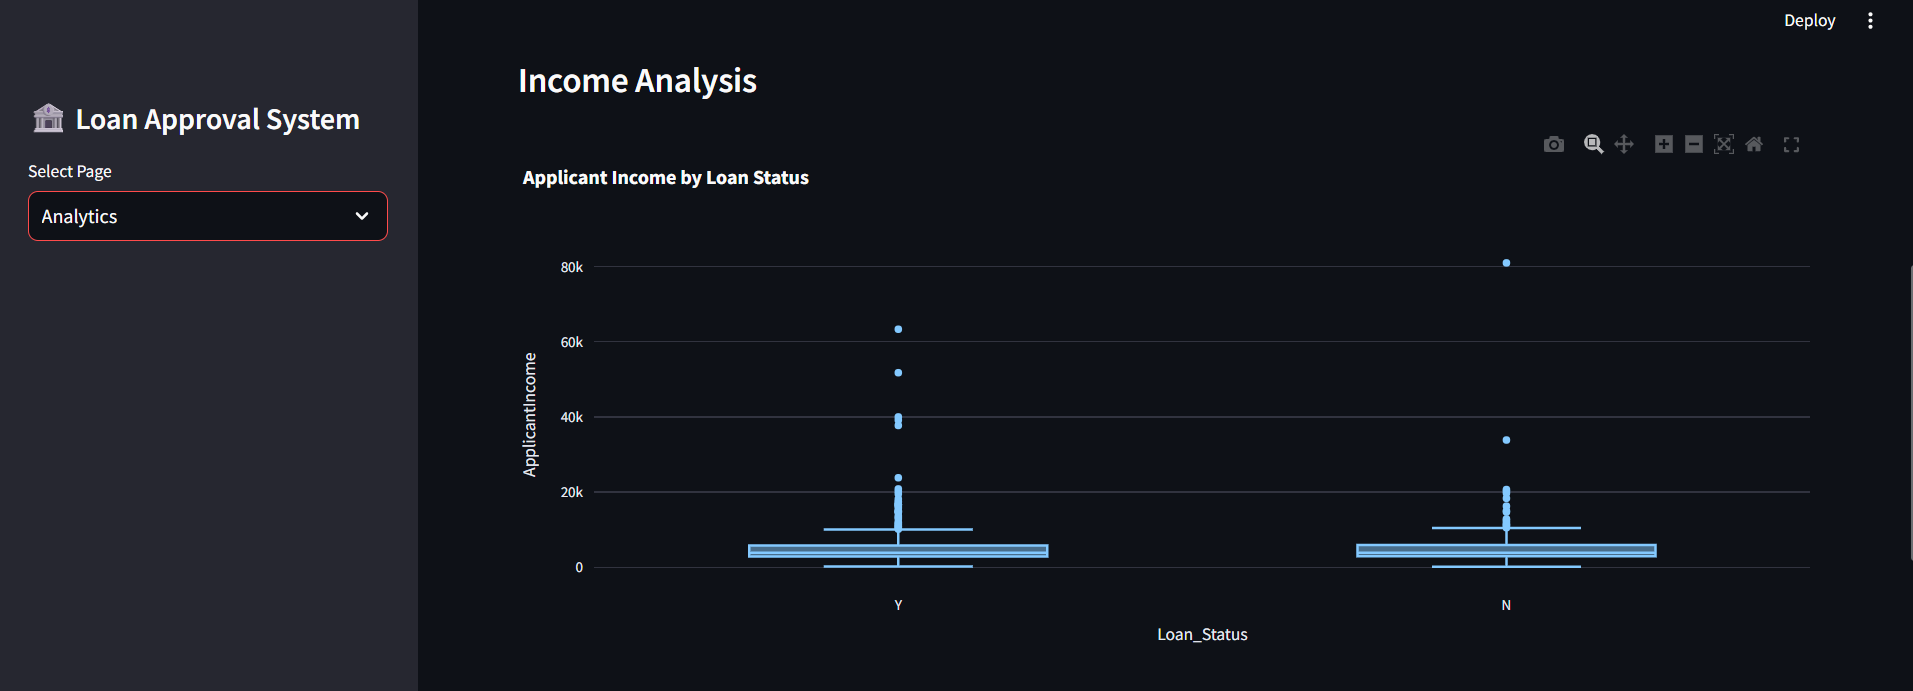 Deploy
Loan Approval System
Select Page
Analytics
Income Analysis
Applicant Income by Loan Status
80k
60k
40k
20k
0
ApplicantIncome
Y
N
Loan_Status